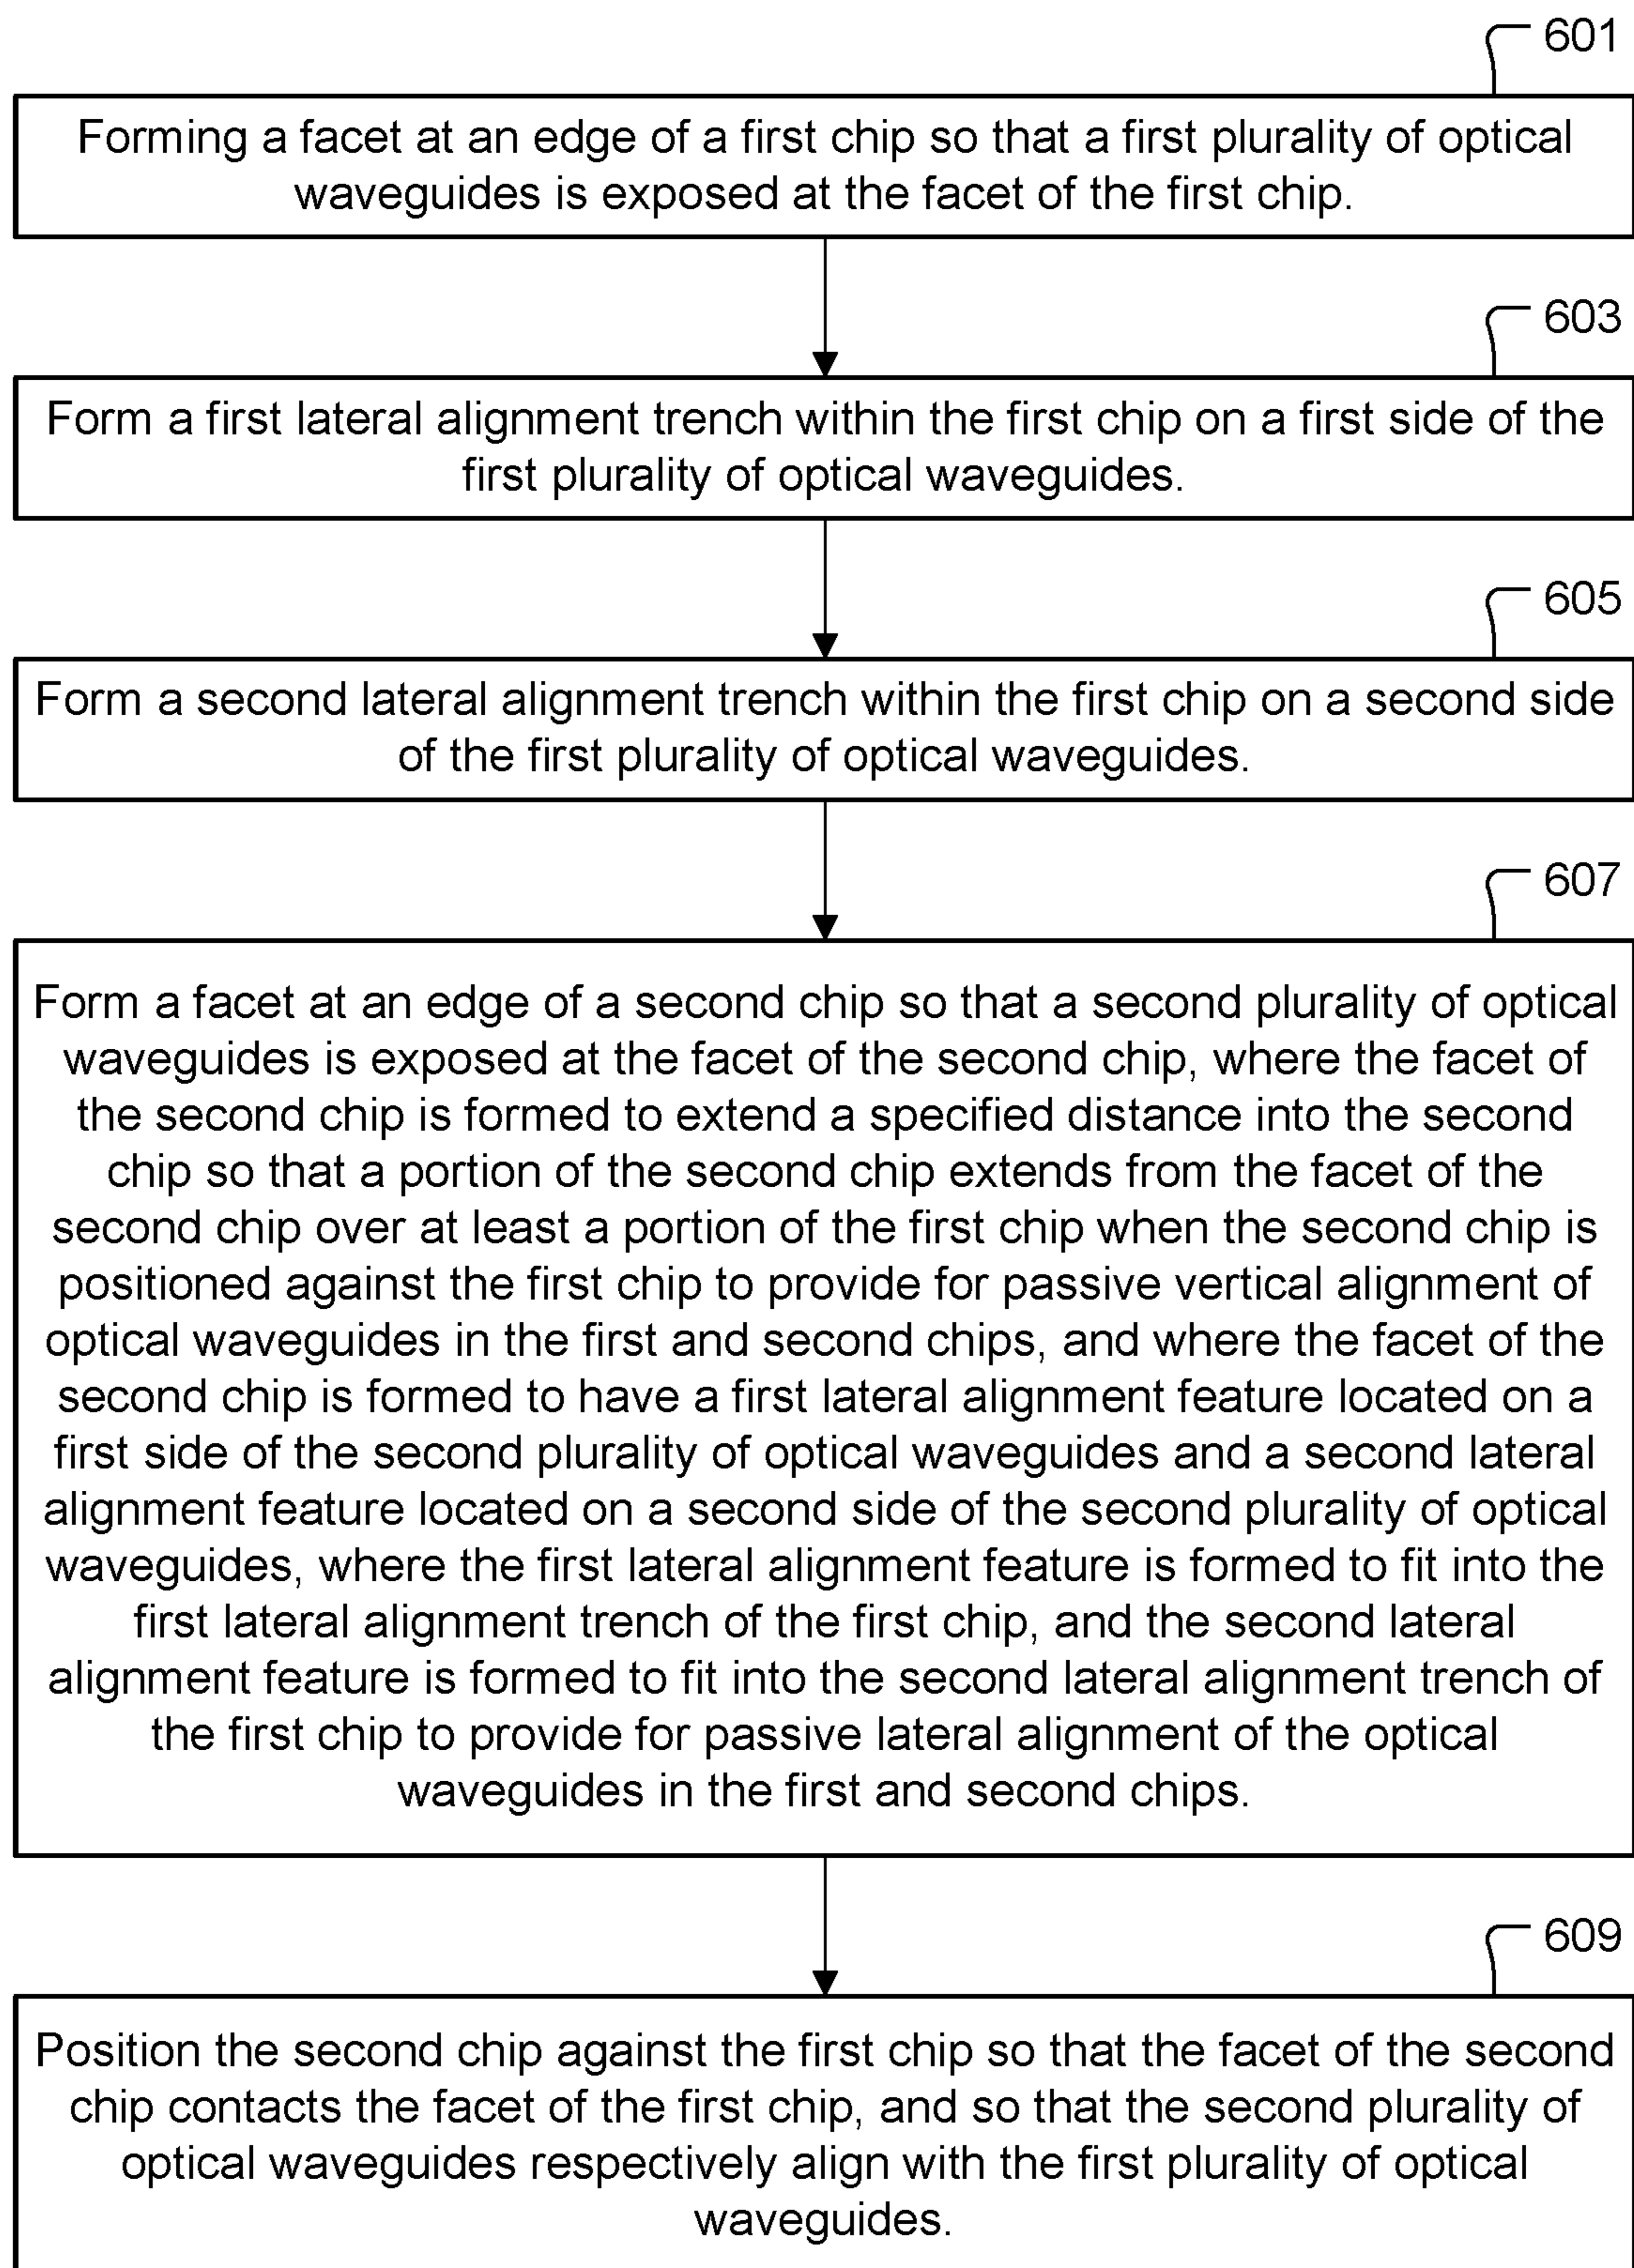 601
Forming a facet at an edge of a first chip so that a first plurality of optical
waveguides is exposed at the facet of the first chip.
603
Form a first lateral alignment trench within the first chip on a first side of the
first plurality of optical waveguides.
605
Form a second lateral alignment trench within the first chip on a second side
of the first plurality of optical waveguides.
607
Form a facet at an edge of a second chip so that a second plurality of optical
waveguides is exposed at the facet of the second chip, where the facet of
the second chip is formed to extend a specified distance into the second
chip so that a portion of the second chip extends from the facet of the
second chip over at least a portion of the first chip when the second chip is
positioned against the first chip to provide for passive vertical alignment of
optical waveguides in the first and second chips, and where the facet of the
second chip is formed to have a first lateral alignment feature located on a
first side of the second plurality of optical waveguides and a second lateral
alignment feature located on a second side of the second plurality of optical
waveguides, where the first lateral alignment feature is formed to fit into the
first lateral alignment trench of the first chip, and the second lateral
alignment feature is formed to fit into the second lateral alignment trench of
the first chip to provide for passive lateral alignment of the optical
waveguides in the first and second chips.
609
Position the second chip against the first chip so that the facet of the second
chip contacts the facet of the first chip, and so that the second plurality of
optical waveguides respectively align with the first plurality of optical
waveguides.